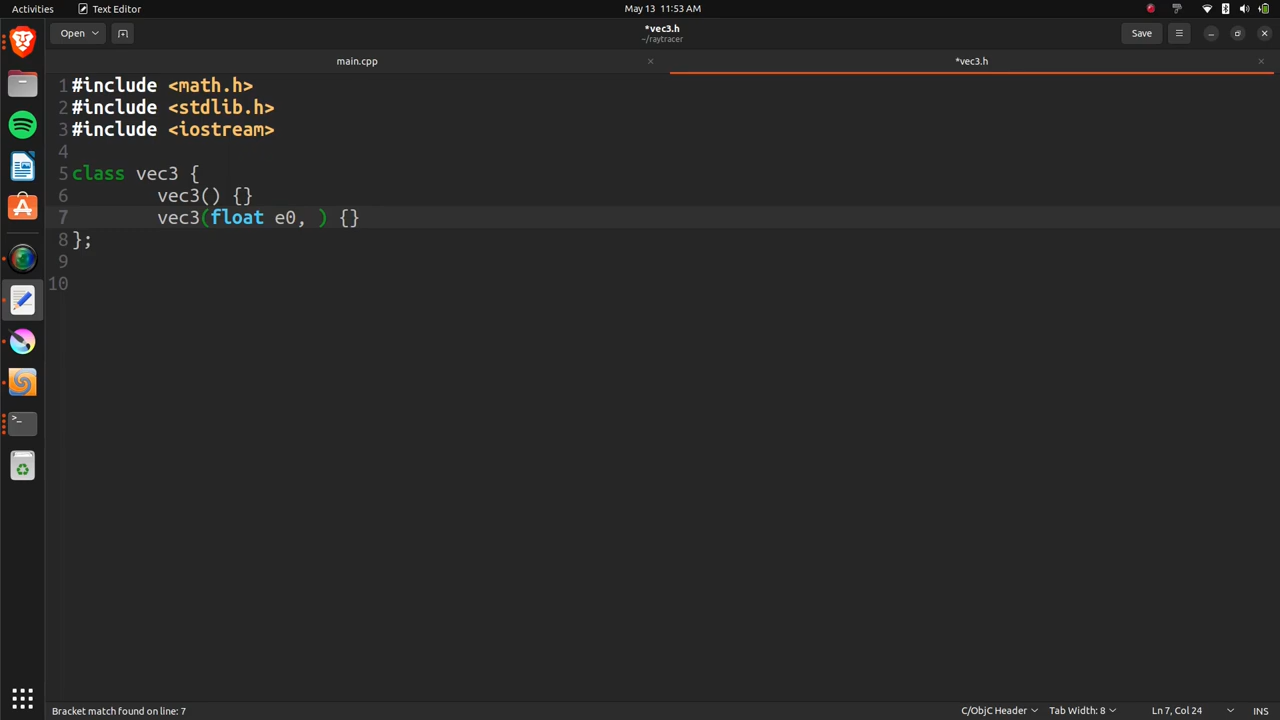 Activities Text Editor May 13 11:53 AM
Open *vec3.h Save
~/raytracer
main.cpp *vec3.h
1 #include <math.h>
2 #include <stdlib.h>
3 #include <iostream>
4
5 class vec3 {
6 vec3() {}
7 vec3(float e0, ) {}
8 };
9
10
Bracket match found on line: 7 C/ObjC Header Tab Width: 8 Ln 7, Col 24 INS